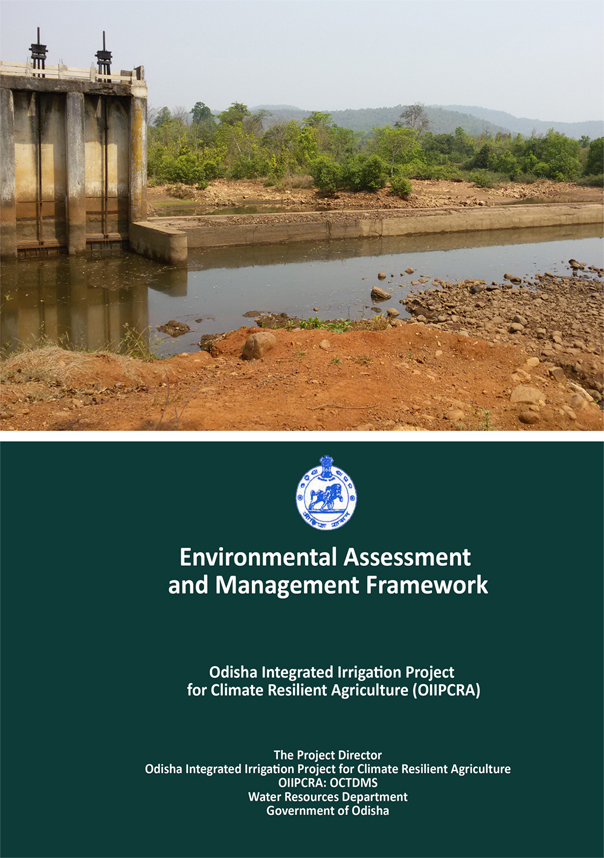 Environmental Assessment
and Management Framework
Odisha Integrated Irrigation Project
for Climate Resilient Agriculture (OIIPCRA)
The Project Director
Odisha Integrated Irrigation Project for Climate Resilient Agriculture
OIIPCRA: OCTDMS
Water Resources Department
Government of Odisha